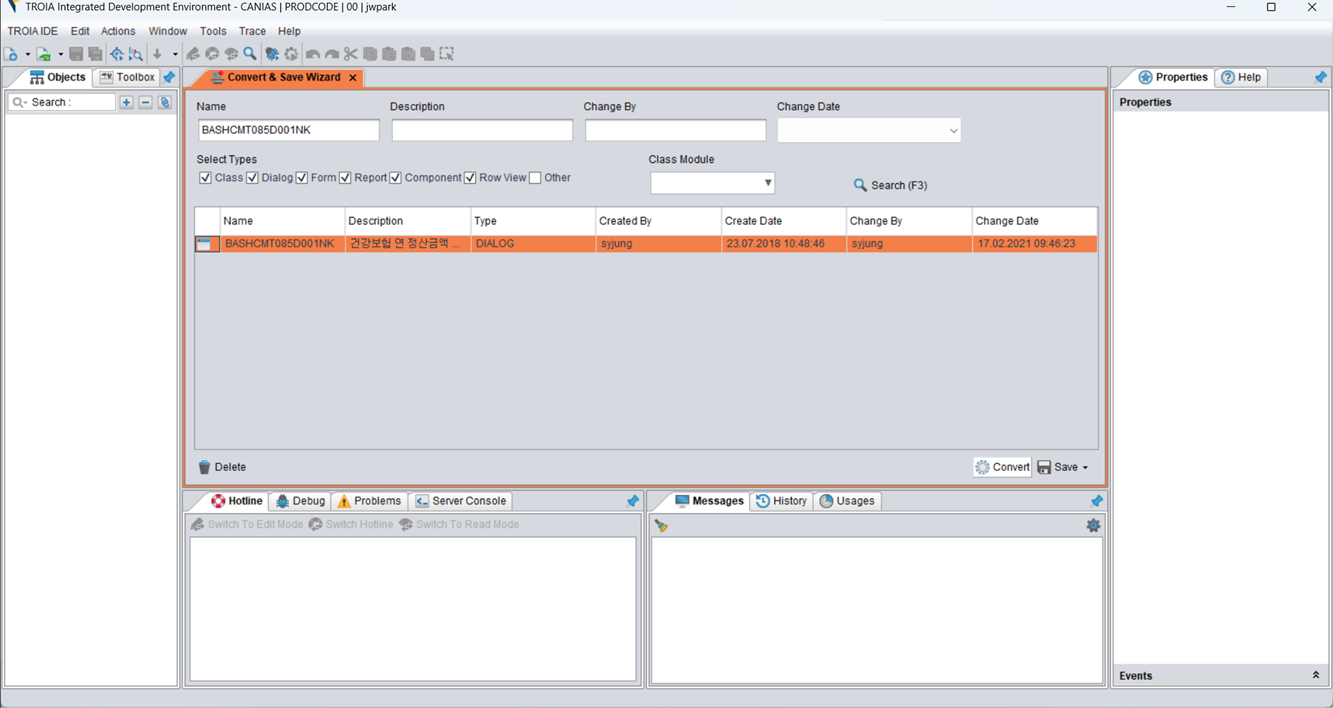 TROIA Integrated Development Environment - CANIAS | PRODCODE | 00 | jwpark
TROIA IDE Edit Actions Window Tools Trace Help
Objects Toolbox
Search :
Convert & Save Wizard
Name Description Change By Change Date
BASHCMT085D001NK
Select Types Class Module
Class Dialog Form Report Component Row View Other
Search (F3)
Name Description Type Created By Create Date Change By Change Date
BASHCMT085D001NK 건강보험 연 정산금액 ... DIALOG syjung 23.07.2018 10:48:46 syjung 17.02.2021 09:46:23
Delete Convert Save
Hotline Debug Problems Server Console
Switch To Edit Mode Switch Hotline Switch To Read Mode
Messages History Usages
Properties Help
Properties
Events